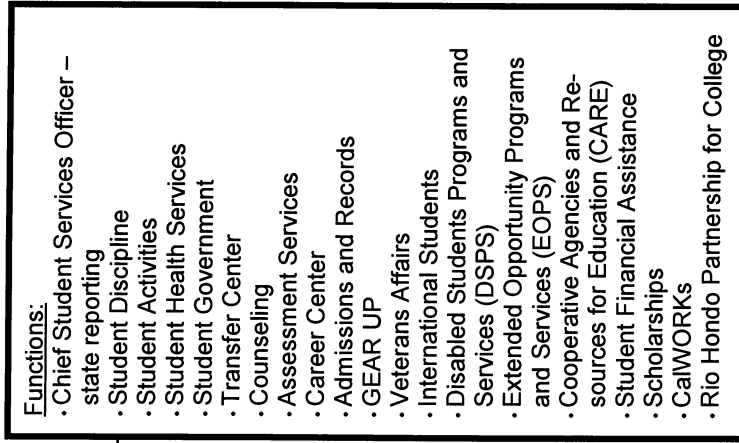 Functions:
· Chief Student Services Officer –
state reporting
· Student Discipline
· Student Activities
· Student Health Services
· Student Government
· Transfer Center
· Counseling
· Assessment Services
· Career Center
· Admissions and Records
· GEAR UP
· Veterans Affairs
· International Students
· Disabled Students Programs and
Services (DSPS)
· Extended Opportunity Programs
and Services (EOPS)
· Cooperative Agencies and Re-
sources for Education (CARE)
· Student Financial Assistance
· Scholarships
· CalWORKs
· Rio Hondo Partnership for College